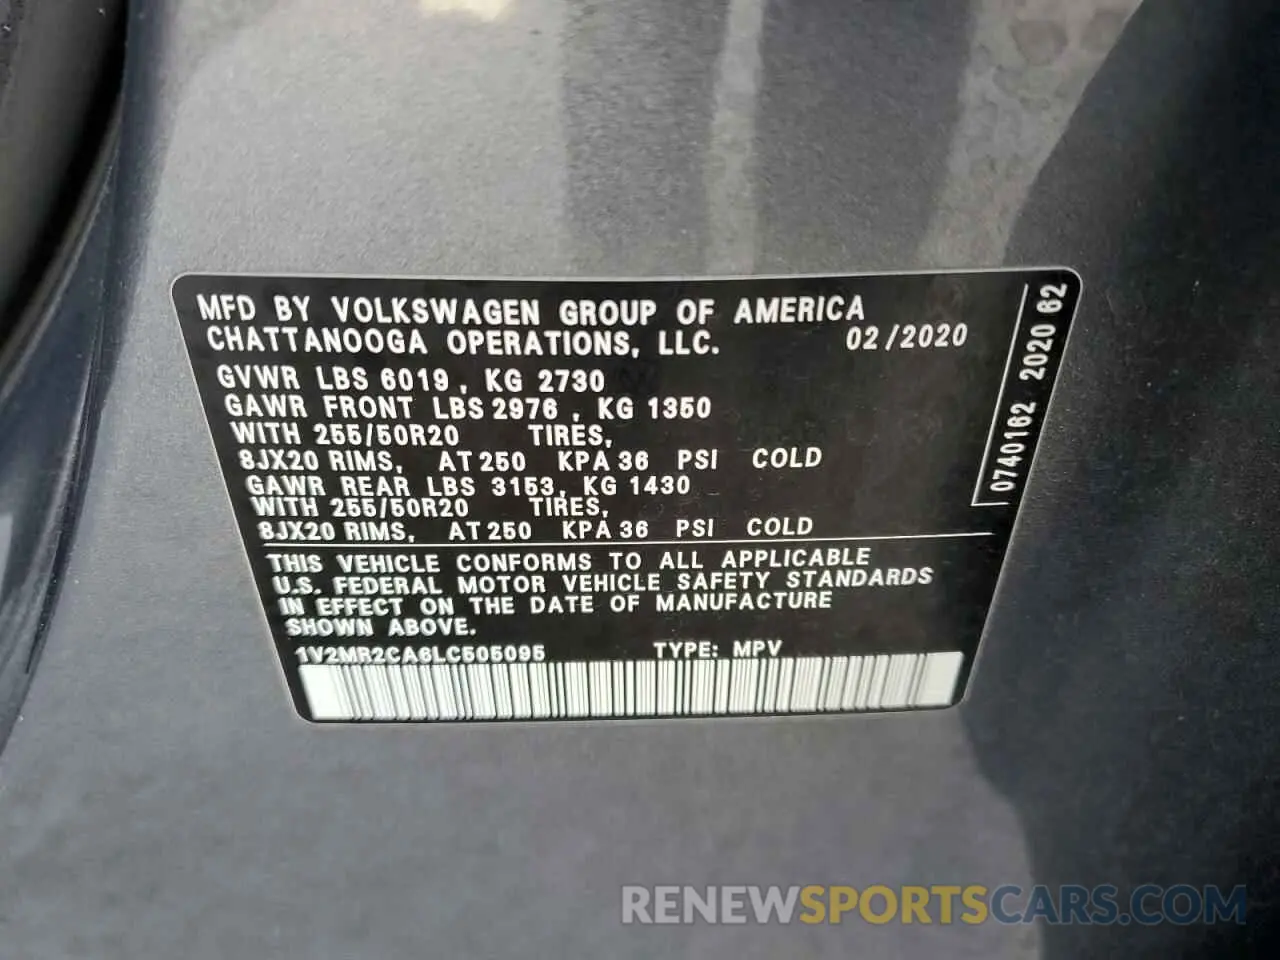 MFD BY VOLKSWAGEN GROUP OF AMERICA
CHATTANOOGA OPERATIONS, LLC. 02/2020
GVWR LBS 6019, KG 2730
GAWR FRONT LBS 2976, KG 1350
WITH 255/50R20 TIRES,
8JX20 RIMS, AT 250 KPA 36 PSI COLD
GAWR REAR LBS 3153, KG 1430
WITH 255/50R20 TIRES,
8JX20 RIMS, AT 250 KPA 36 PSI COLD
THIS VEHICLE CONFORMS TO ALL APPLICABLE
U.S. FEDERAL MOTOR VEHICLE SAFETY STANDARDS
IN EFFECT ON THE DATE OF MANUFACTURE
SHOWN ABOVE.
1V2MR2CA6LC505095 TYPE: MPV
0740162 2020 62
RENEWSPORTSCARS.COM